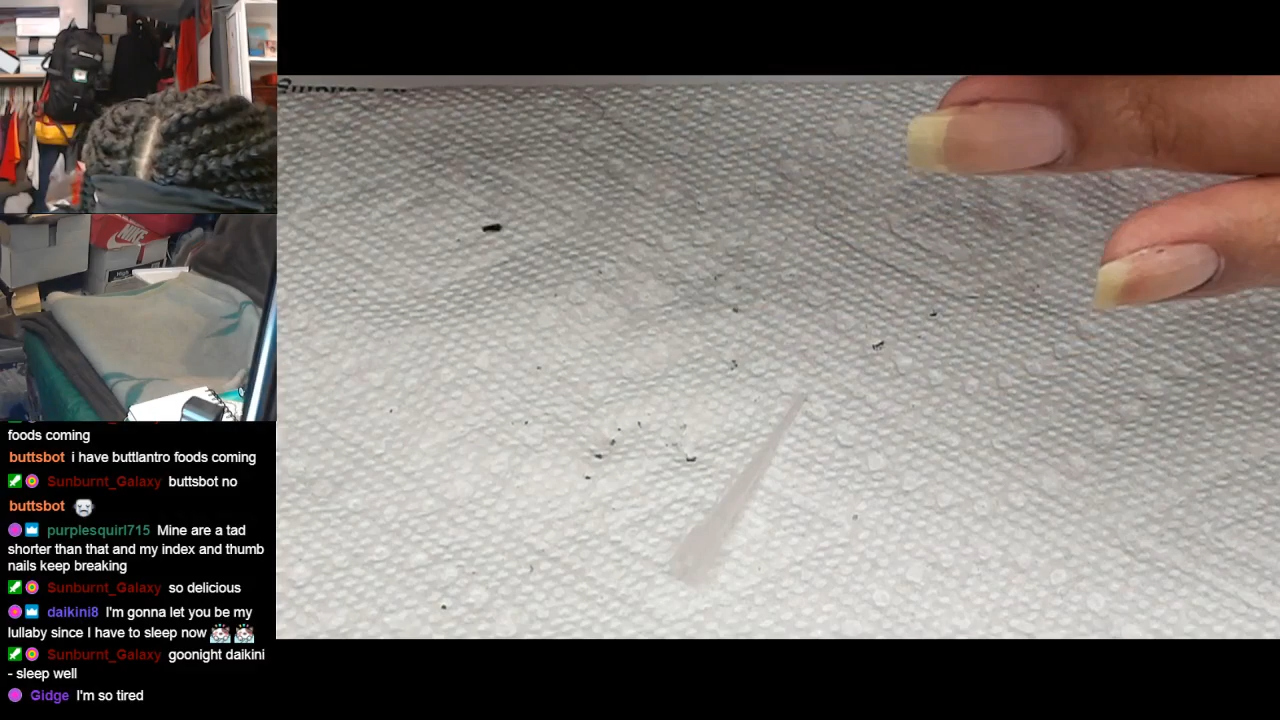 NIKE
foods coming
buttsbot i have buttlantro foods coming
Sunburnt_Galaxy buttsbot no
buttsbot
purplesquirl715 Mine are a tad
shorter than that and my index and thumb
nails keep breaking
Sunburnt_Galaxy so delicious
daikini8 I'm gonna let you be my
lullaby since I have to sleep now
Sunburnt_Galaxy goonight daikini
- sleep well
Gidge I'm so tired